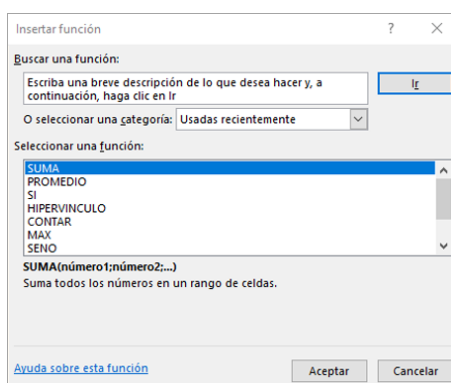 Insertar función ? ×
Buscar una función:
Escriba una breve descripción de lo que desea hacer y, a
continuación, haga clic en Ir
Ir
O seleccionar una categoría: Usadas recientemente
Seleccionar una función:
SUMA
PROMEDIO
SI
HIPERVINCULO
CONTAR
MAX
SENO
SUMA(número1;número2;...)
Suma todos los números en un rango de celdas.
Ayuda sobre esta función
Aceptar
Cancelar